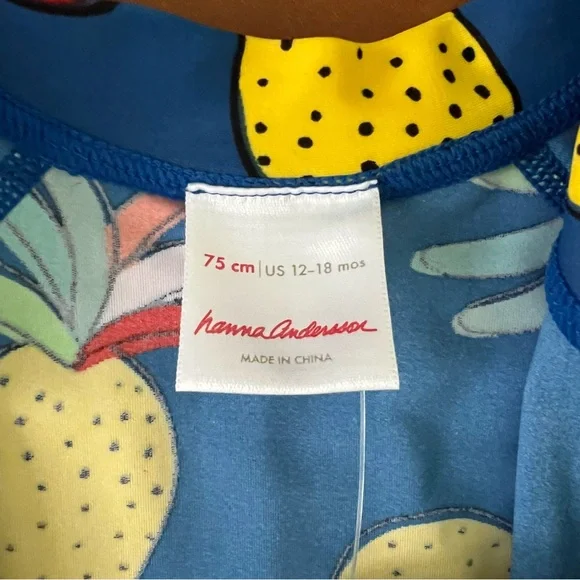 75 cm | US 12-18 mos
hanna andersson
MADE IN CHINA